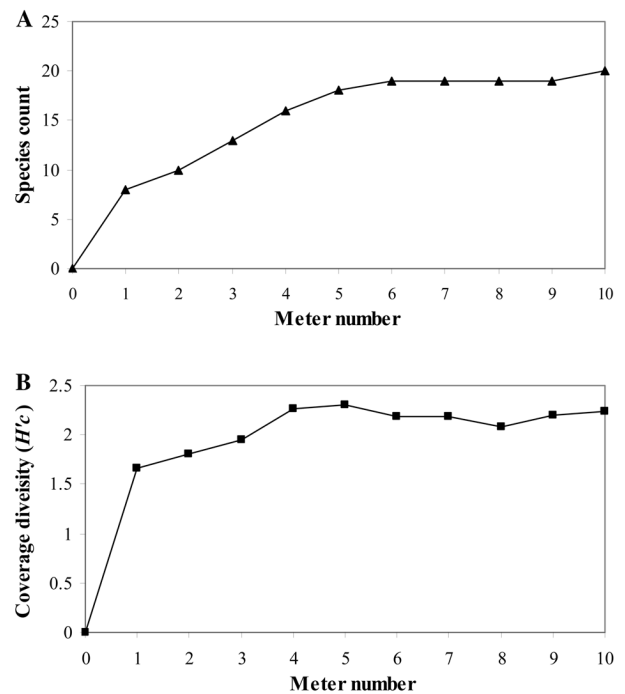 A
25
20
15
10
5
0
Species count
0 1 2 3 4 5 6 7 8 9 10
Meter number
B
2.5
2
1.5
1
0.5
0
Coverage diveisity (H'c)
0 1 2 3 4 5 6 7 8 9 10
Meter number